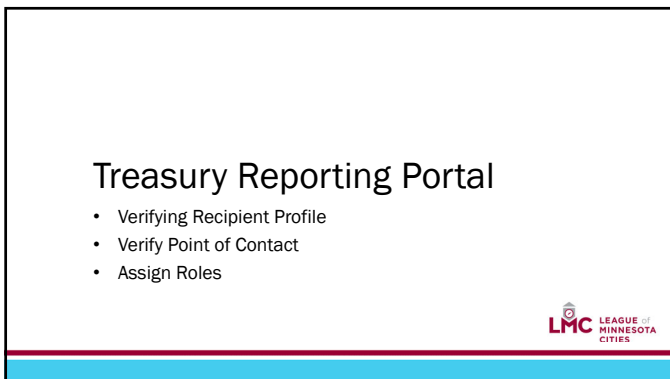 Treasury Reporting Portal
• Verifying Recipient Profile
• Verify Point of Contact
• Assign Roles
LMC
LEAGUE of
MINNESOTA
CITIES